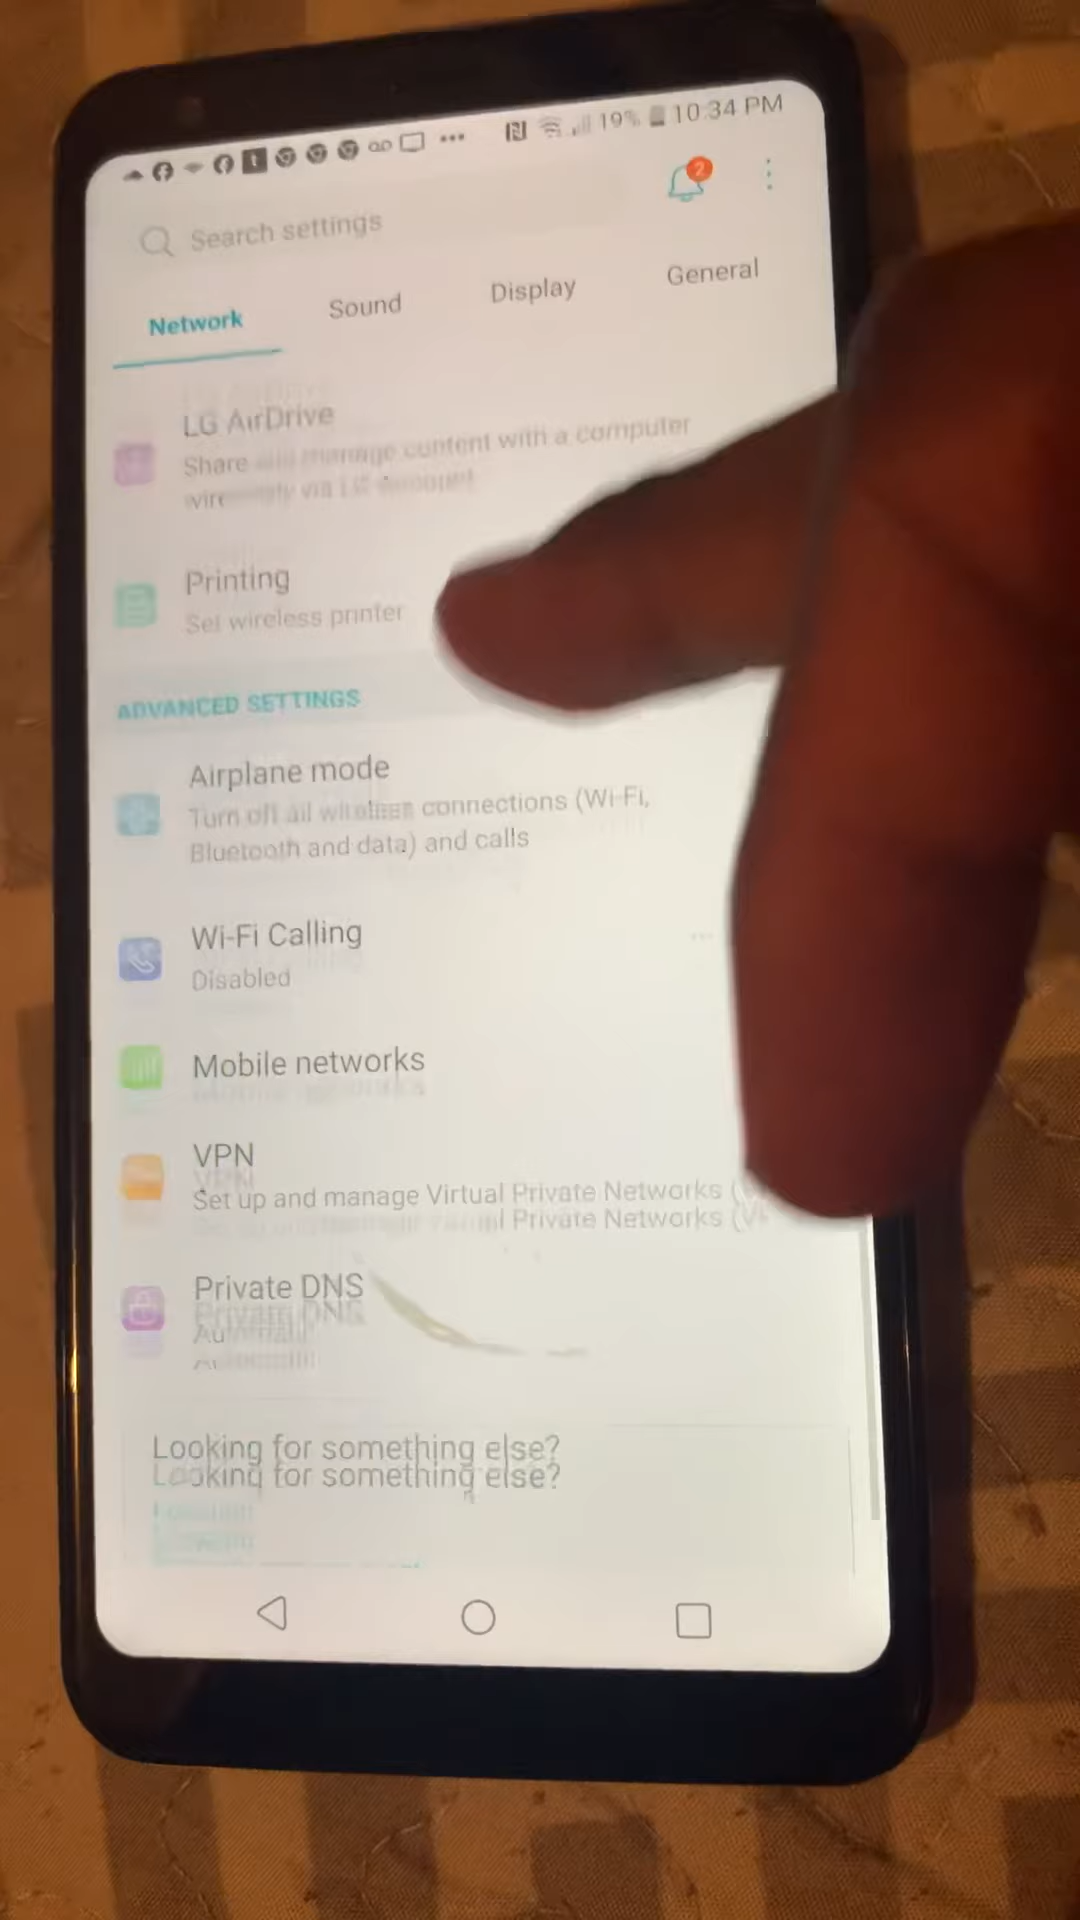 19% 10:34 PM
2
Search settings
Network Sound Display General
LG AirDrive
Share and manage content with a computer
wirelessly via LG account
Printing
Set wireless printer
ADVANCED SETTINGS
Airplane mode
Turn off all wireless connections (Wi-Fi,
Bluetooth and data) and calls
Wi-Fi Calling
Disabled
Mobile networks
VPN
Set up and manage Virtual Private Networks (
Private DNS
Automatic
Looking for something else?